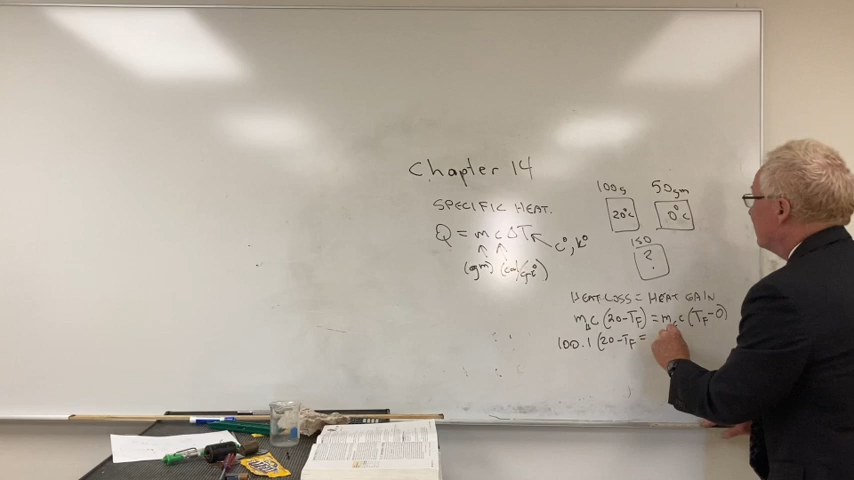 Chapter 14
SPECIFIC HEAT.
Q = m c ΔT
C°, K°
(gm) (cal/g·c°)
100g 50gm
20°C 0°C
150
?
HEAT LOSS = HEAT GAIN
c (20-TF) = c (TF-0)
100.1 (20-TF =